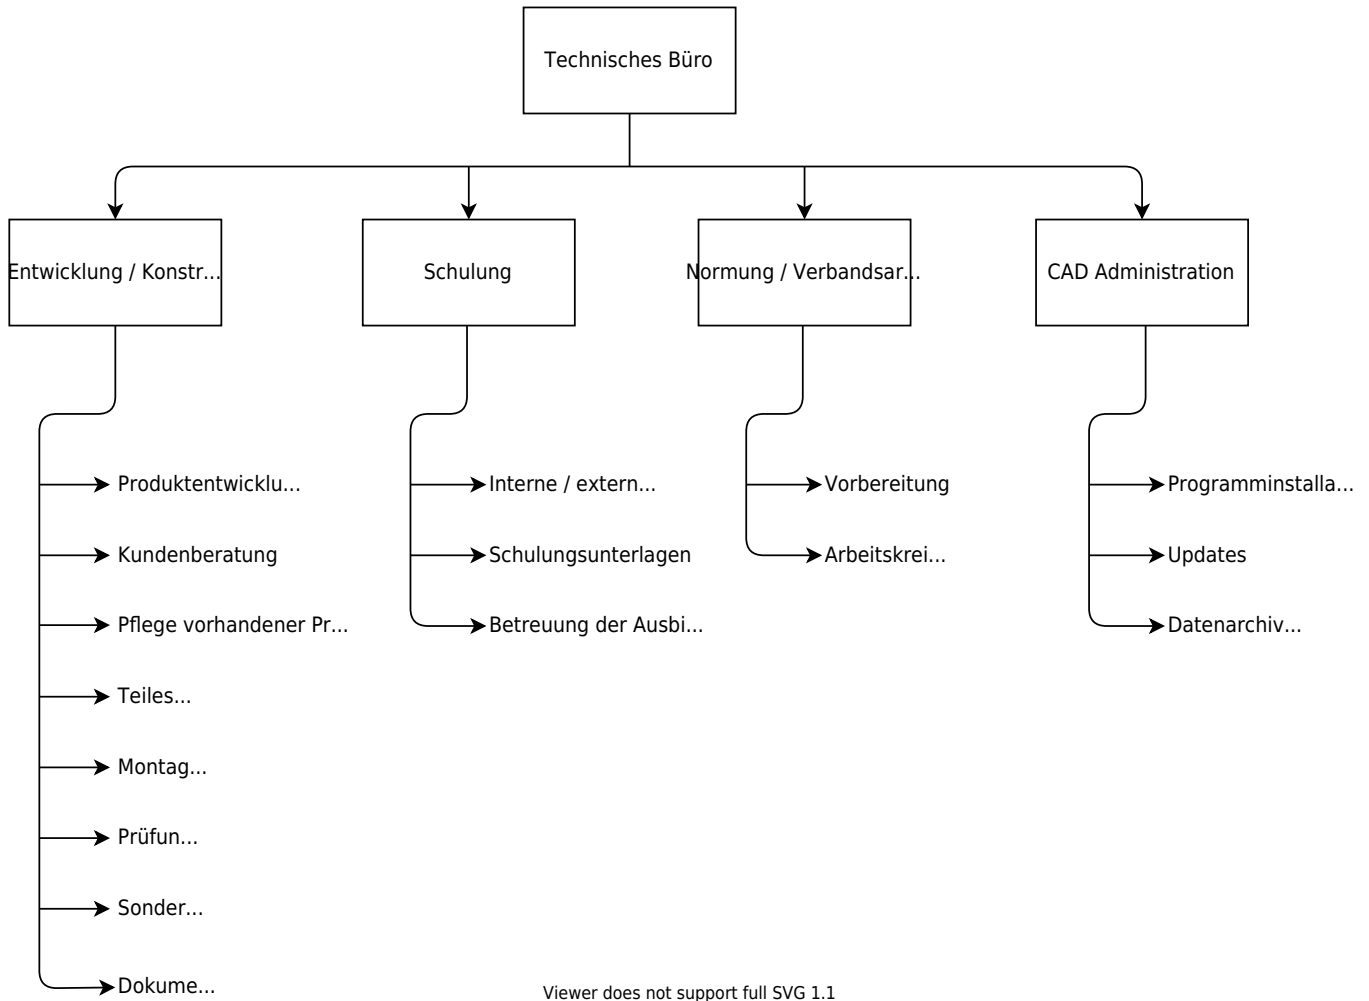 Technisches Büro
Entwicklung / Konstr...
Schulung
Normung / Verbandsar...
CAD Administration
Produktentwicklu...
Kundenberatung
Pflege vorhandener Pr...
Teiles...
Montag...
Prüfun...
Sonder...
Dokume...
Interne / extern...
Schulungsunterlagen
Betreuung der Ausbi...
Vorbereitung
Arbeitskrei...
Programminstalla...
Updates
Datenarchiv...
Viewer does not support full SVG 1.1